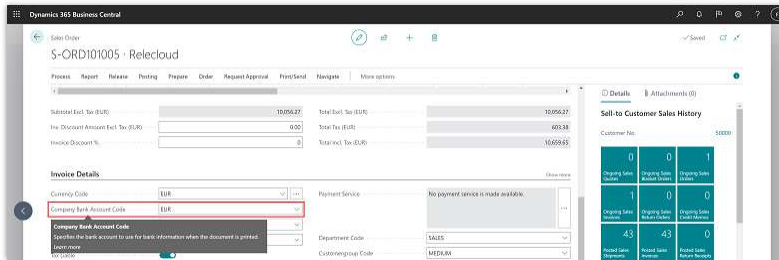 Dynamics 365 Business Central
Sales Order
Saved
S-ORD101005 · Relecloud
Process Report Release Posting Prepare Order Request Approval Print/Send Navigate More options
Details Attachments (0)
Subtotal Excl. Tax (EUR) 10,056.27 Total Excl. Tax (EUR) 10,056.27
Inv. Discount Amount Excl. Tax (EUR) 0.00 Total Tax (EUR) 603.38
Invoice Discount % 0 Total Incl. Tax (EUR) 10,659.65
Sell-to Customer Sales History
Customer No. 50000
Invoice Details Show more
Currency Code EUR Payment Service No payment service is made available.
Company Bank Account Code EUR
Company Bank Account Code
Specifies the bank account to use for bank information when the document is printed.
Learn more
Department Code SALES
Tax Liable Customergroup Code MEDIUM
0 0 1
Ongoing Sales Quotes Ongoing Sales Blanket Orders Ongoing Sales Orders
1 0 0
Ongoing Sales Invoices Ongoing Sales Return Orders Ongoing Sales Credit Memos
43 43 0
Posted Sales Shipments Posted Sales Invoices Posted Sales Return Receipts